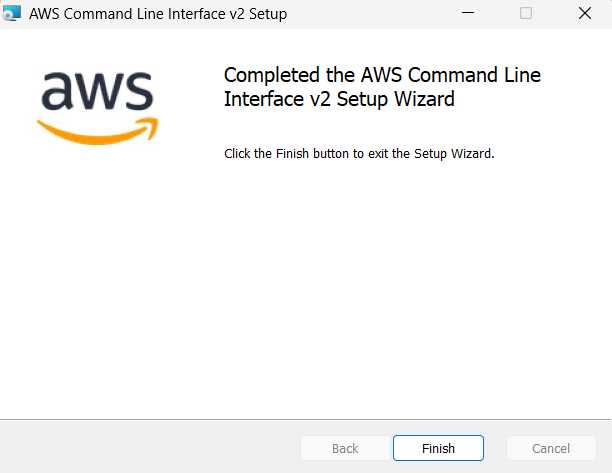 AWS Command Line Interface v2 Setup
aws
Completed the AWS Command Line
Interface v2 Setup Wizard
Click the Finish button to exit the Setup Wizard.
Back
Finish
Cancel